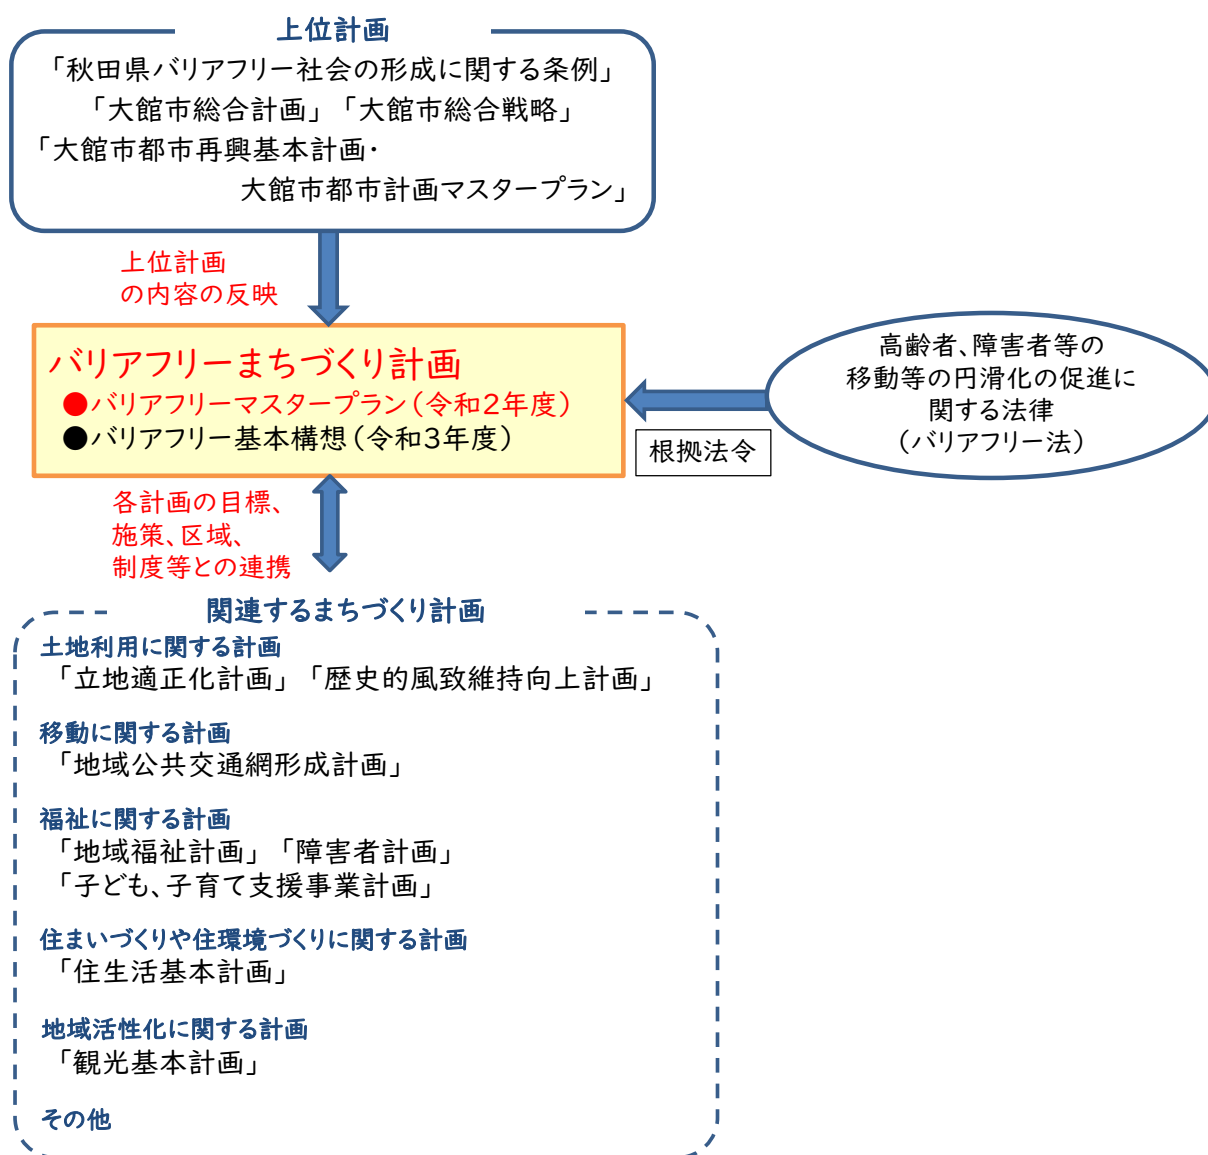 上位計画
「秋田県バリアフリー社会の形成に関する条例」
「大館市総合計画」「大館市総合戦略」
「大館市都市再興基本計画・
大館市都市計画マスタープラン」
上位計画
の内容の反映
バリアフリーまちづくり計画
●バリアフリーマスタープラン(令和2年度)
●バリアフリー基本構想(令和3年度)
高齢者、障害者等の
移動等の円滑化の促進に
関する法律
(バリアフリー法)
根拠法令
各計画の目標、
施策、区域、
制度等との連携
関連するまちづくり計画
土地利用に関する計画
「立地適正化計画」「歴史的風致維持向上計画」
移動に関する計画
「地域公共交通網形成計画」
福祉に関する計画
「地域福祉計画」「障害者計画」
「子ども、子育て支援事業計画」
住まいづくりや住環境づくりに関する計画
「住生活基本計画」
地域活性化に関する計画
「観光基本計画」
その他